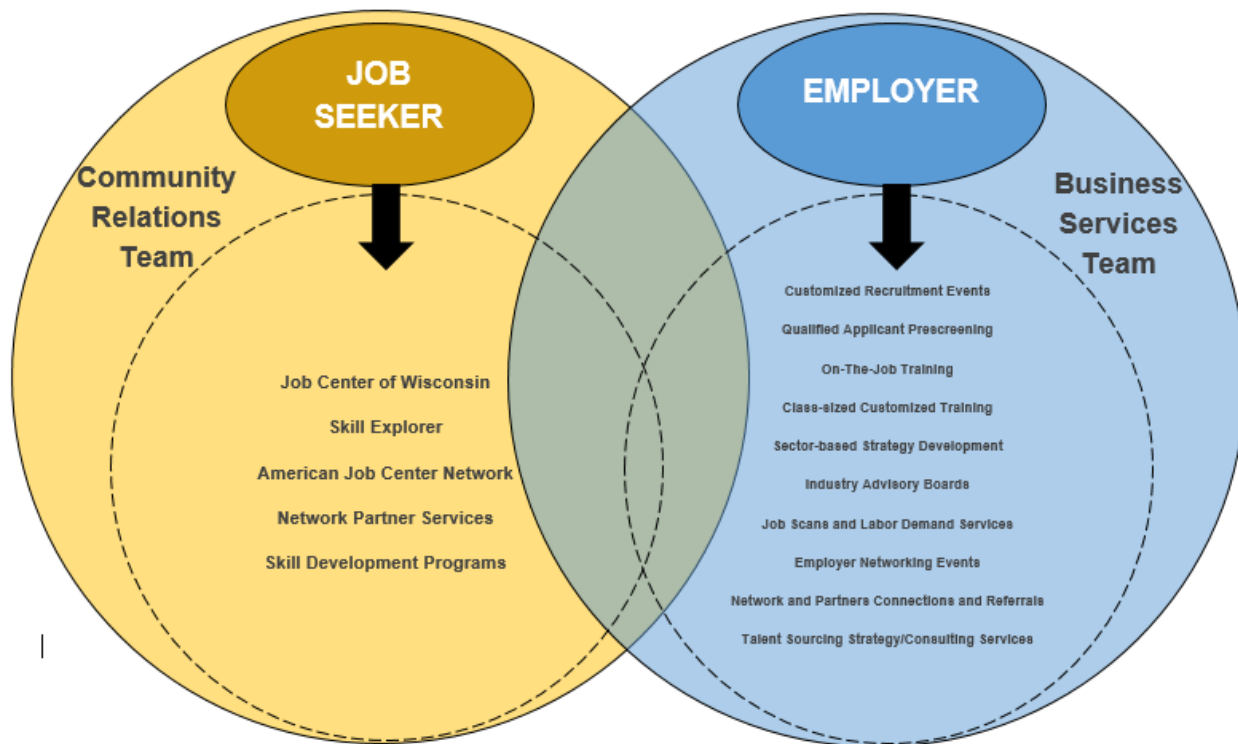 JOB
SEEKER
Community
Relations
Team
Job Center of Wisconsin
Skill Explorer
American Job Center Network
Network Partner Services
Skill Development Programs
EMPLOYER
Business
Services
Team
Customized Recruitment Events
Qualified Applicant Prescreening
On-The-Job Training
Class-sized Customized Training
Sector-based Strategy Development
Industry Advisory Boards
Job Scans and Labor Demand Services
Employer Networking Events
Network and Partners Connections and Referrals
Talent Sourcing Strategy/Consulting Services